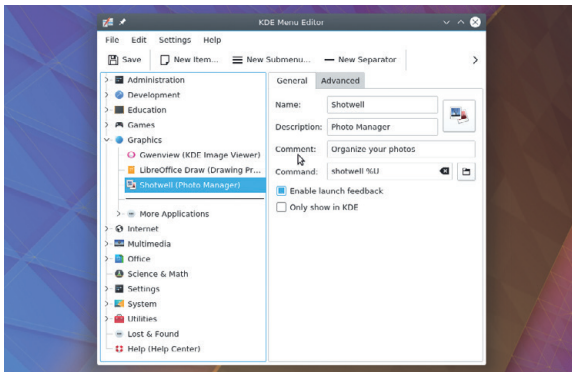 KDE Menu Editor
File Edit Settings Help
Save New Item... New Submenu... New Separator
Administration
Development
Education
Games
Graphics
Gwenview (KDE Image Viewer)
LibreOffice Draw (Drawing Pr...
Shotwell (Photo Manager)
More Applications
Internet
Multimedia
Office
Science & Math
Settings
System
Utilities
Lost & Found
Help (Help Center)
General Advanced
Name: Shotwell
Description: Photo Manager
Comment: Organize your photos
Command: shotwell %U
Enable launch feedback
Only show in KDE